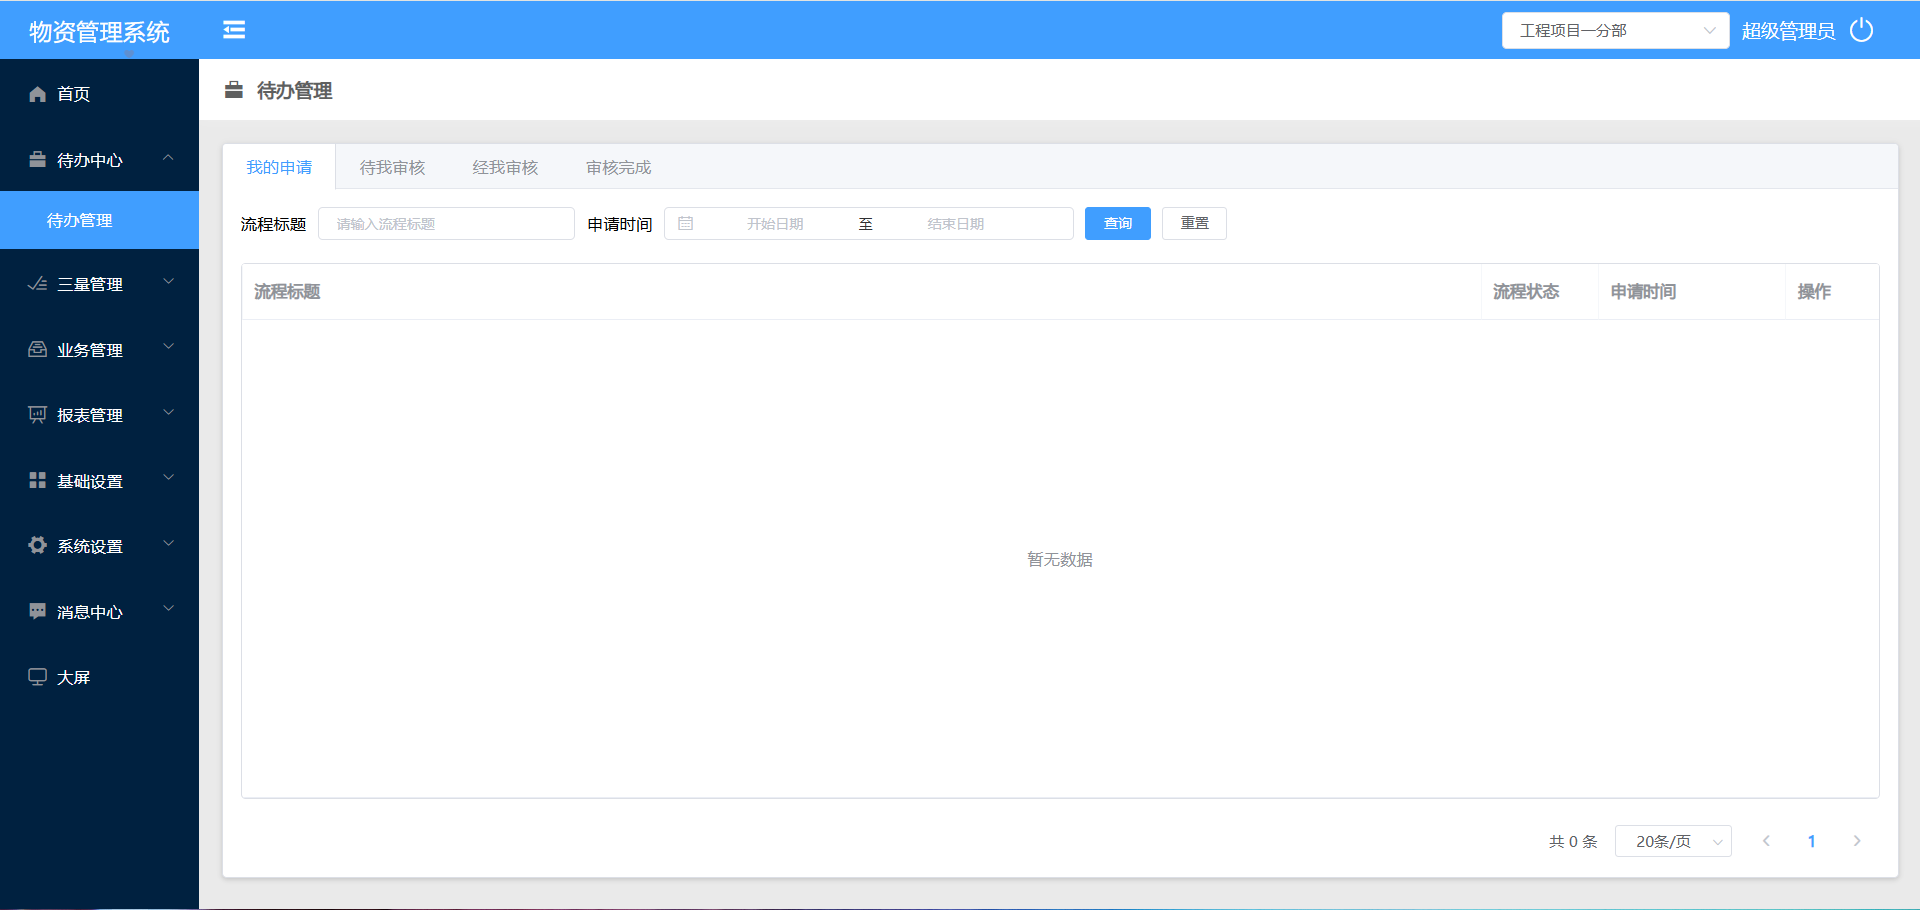 物资管理系统
工程项目一分部
超级管理员
首页
待办中心
待办管理
三量管理
业务管理
报表管理
基础设置
系统设置
消息中心
大屏
待办管理
我的申请 待我审核 经我审核 审核完成
流程标题 请输入流程标题 申请时间 开始日期 至 结束日期 查询 重置
流程标题 流程状态 申请时间 操作
暂无数据
共 0 条 20条/页 1